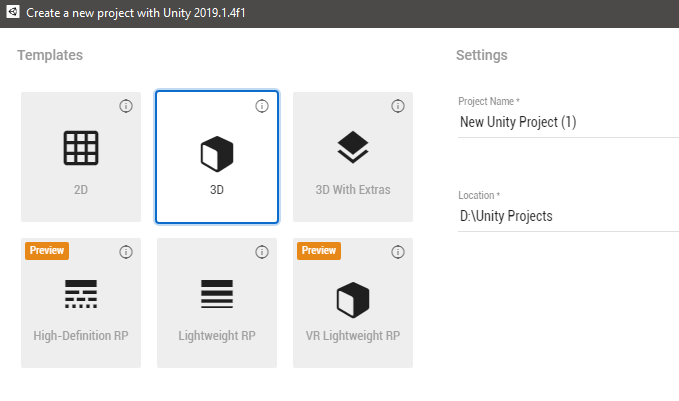 Create a new project with Unity 2019.1.4f1
Templates
Settings
2D
3D
3D With Extras
Project Name *
New Unity Project (1)
Location *
D:\Unity Projects
Preview
High-Definition RP
Lightweight RP
Preview
VR Lightweight RP